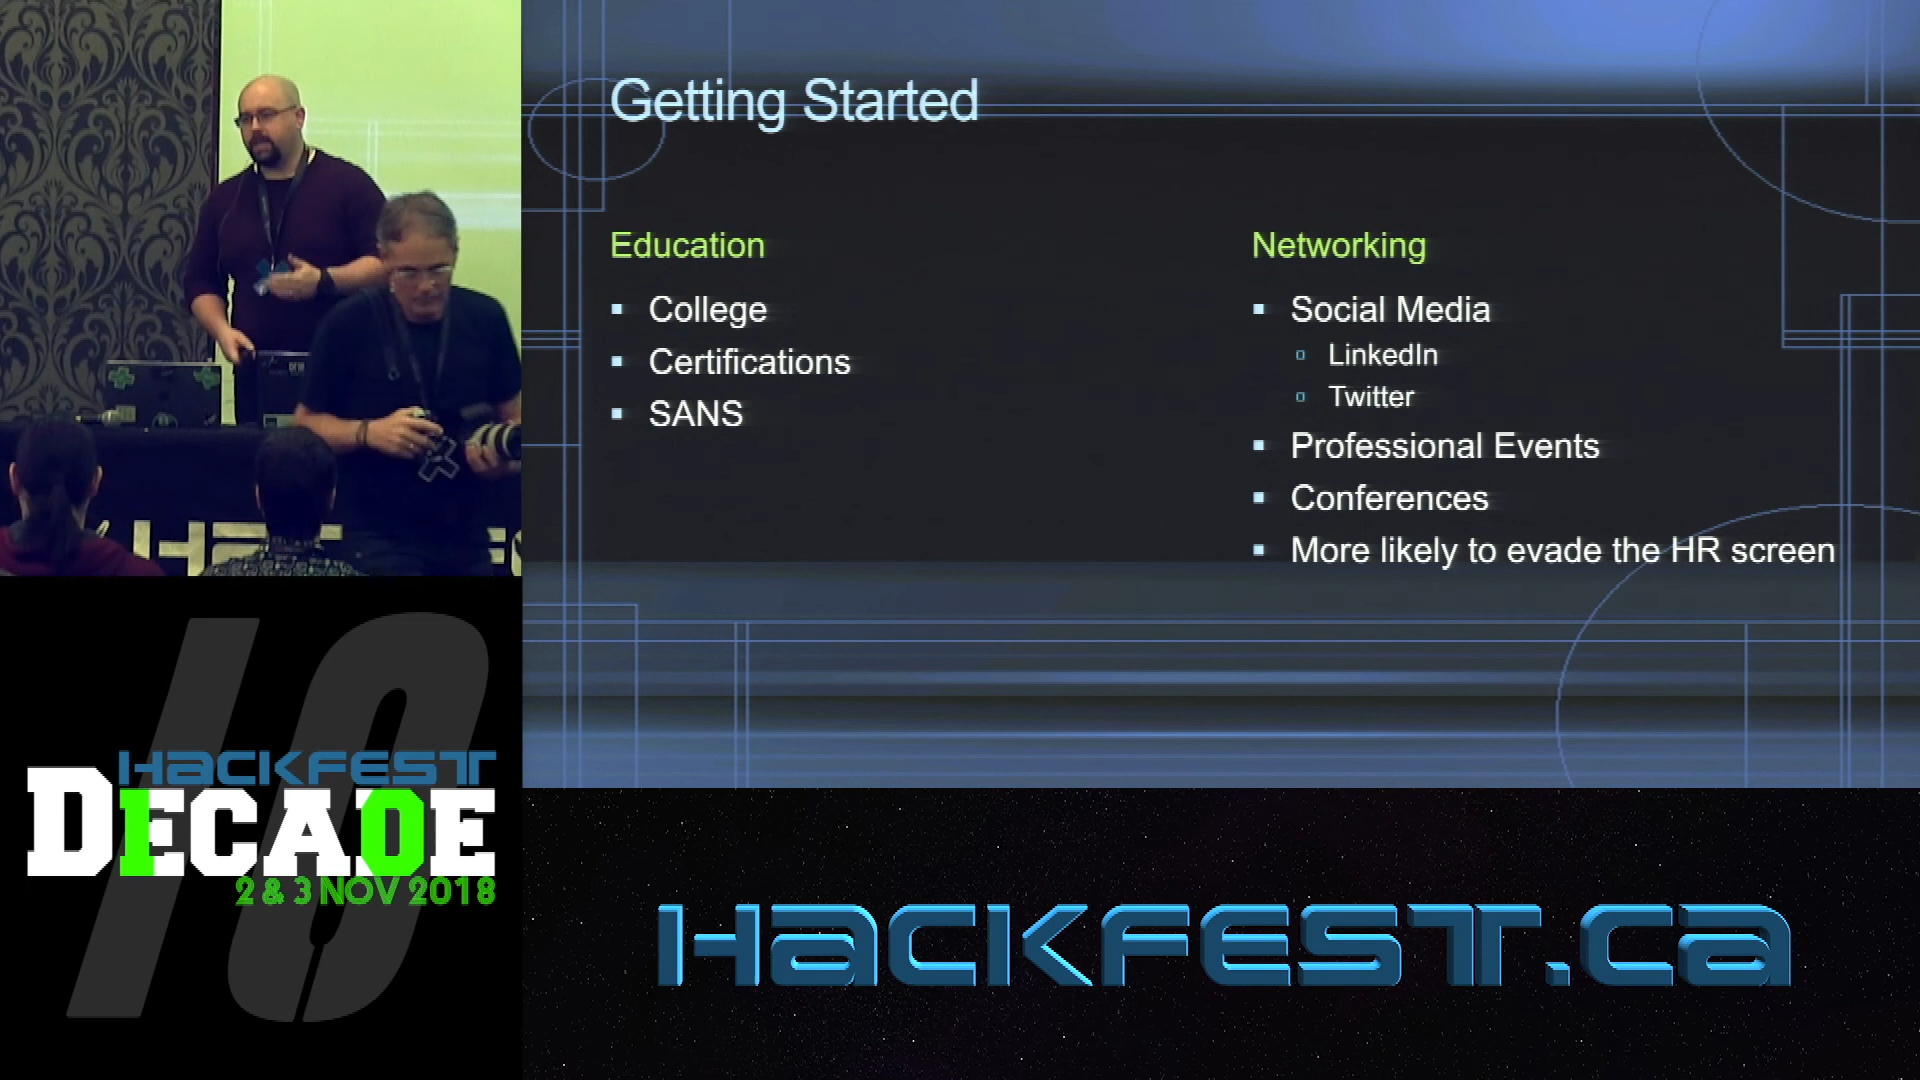 Getting Started
Education
College
Certifications
SANS
Networking
Social Media
LinkedIn
Twitter
Professional Events
Conferences
More likely to evade the HR screen
HACKFEST
DECADE
2 & 3 NOV 2018
HACKFEST.ca